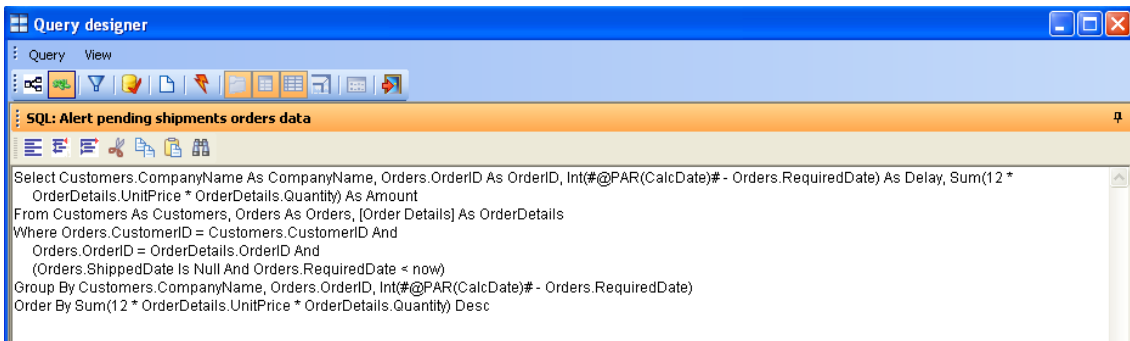 Query designer
Query View
SQL: Alert pending shipments orders data
Select Customers.CompanyName As CompanyName, Orders.OrderID As OrderID, Int(#@PAR(CalcDate)# - Orders.RequiredDate) As Delay, Sum(12 *
OrderDetails.UnitPrice * OrderDetails.Quantity) As Amount
From Customers As Customers, Orders As Orders, [Order Details] As OrderDetails
Where Orders.CustomerID = Customers.CustomerID And
Orders.OrderID = OrderDetails.OrderID And
(Orders.ShippedDate Is Null And Orders.RequiredDate < now)
Group By Customers.CompanyName, Orders.OrderID, Int(#@PAR(CalcDate)# - Orders.RequiredDate)
Order By Sum(12 * OrderDetails.UnitPrice * OrderDetails.Quantity) Desc